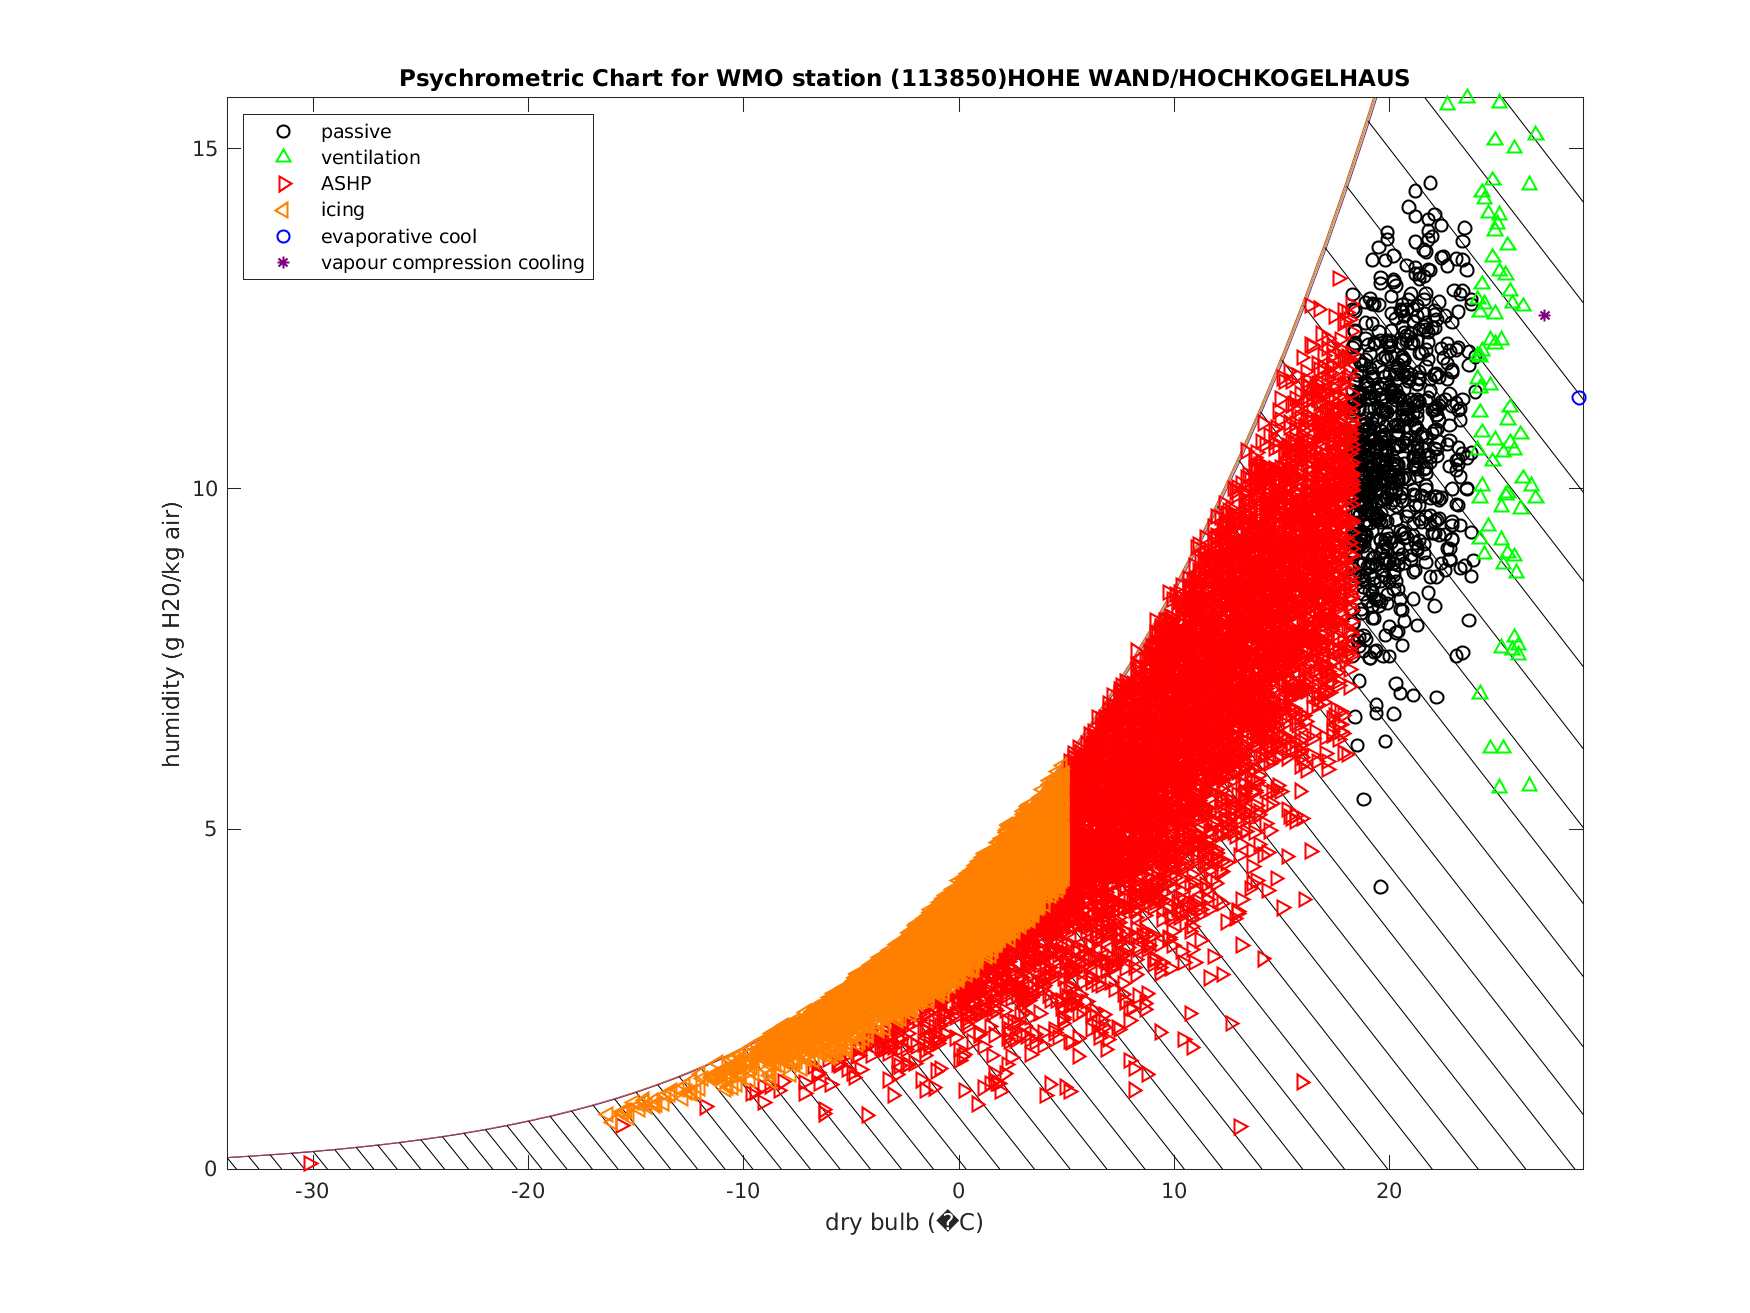 Psychrometric Chart for WMO station (113850)HOHE WAND/HOCHKOGELHAUS
passive
ventilation
ASHP
icing
evaporative cool
vapour compression cooling
15
10
5
0
humidity (g H20/kg air)
-30
-20
-10
0
10
20
dry bulb (�C)